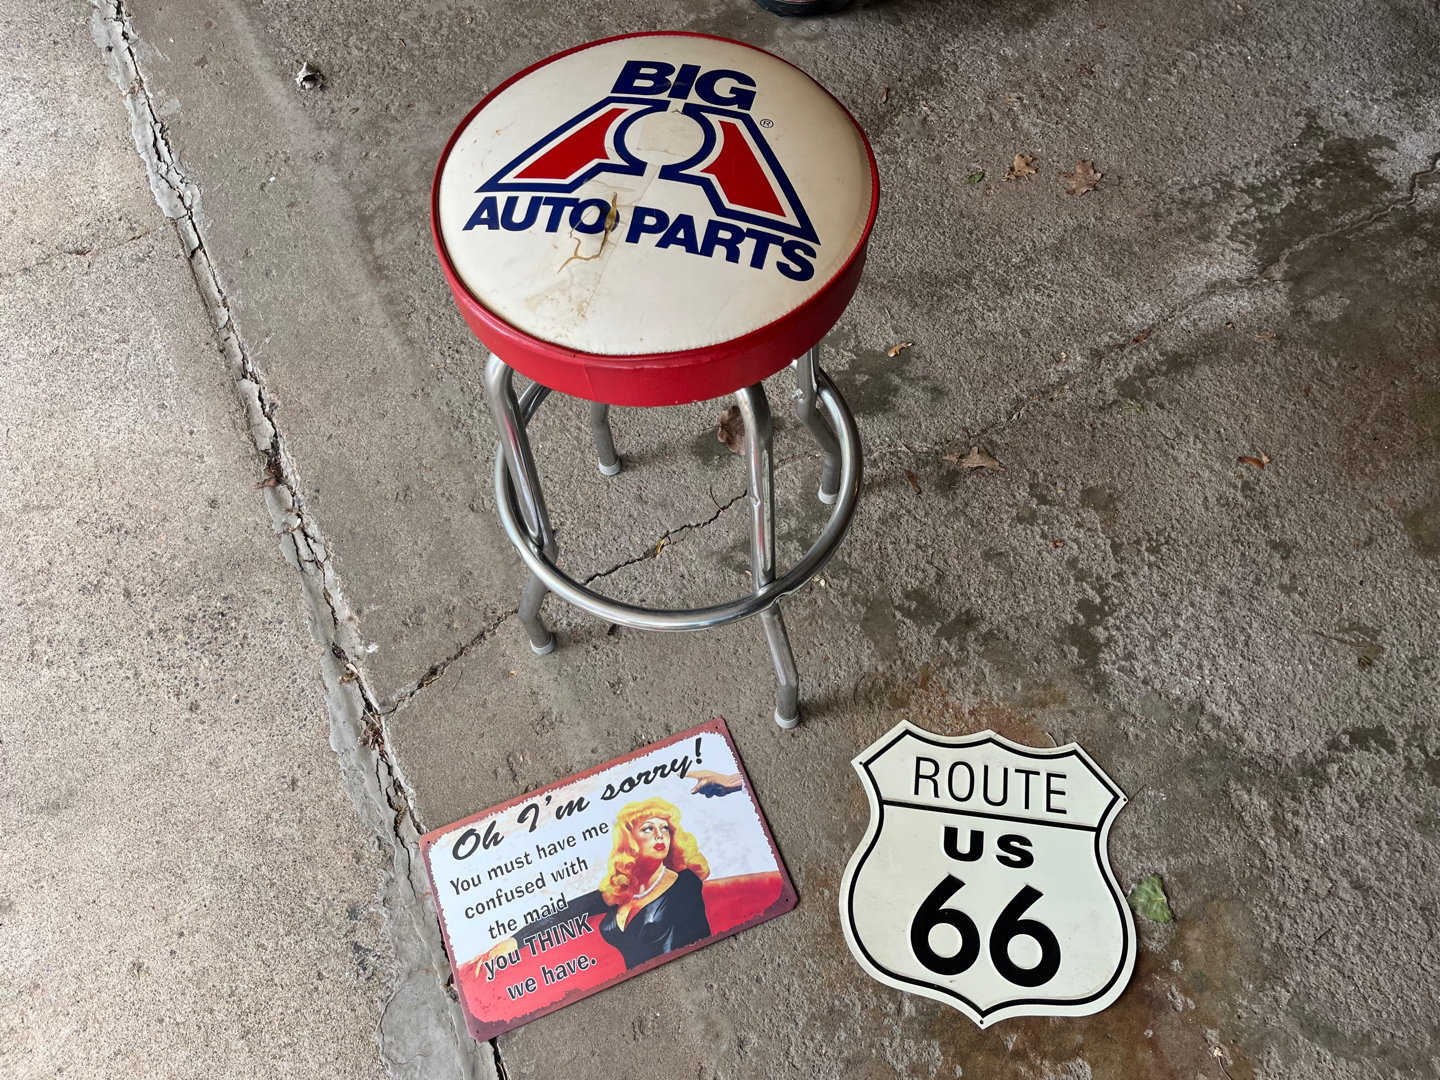 BIG
A®
AUTO PARTS
Oh I'm sorry!
You must have me
confused with
the maid
you THINK
we have.
ROUTE
US
66